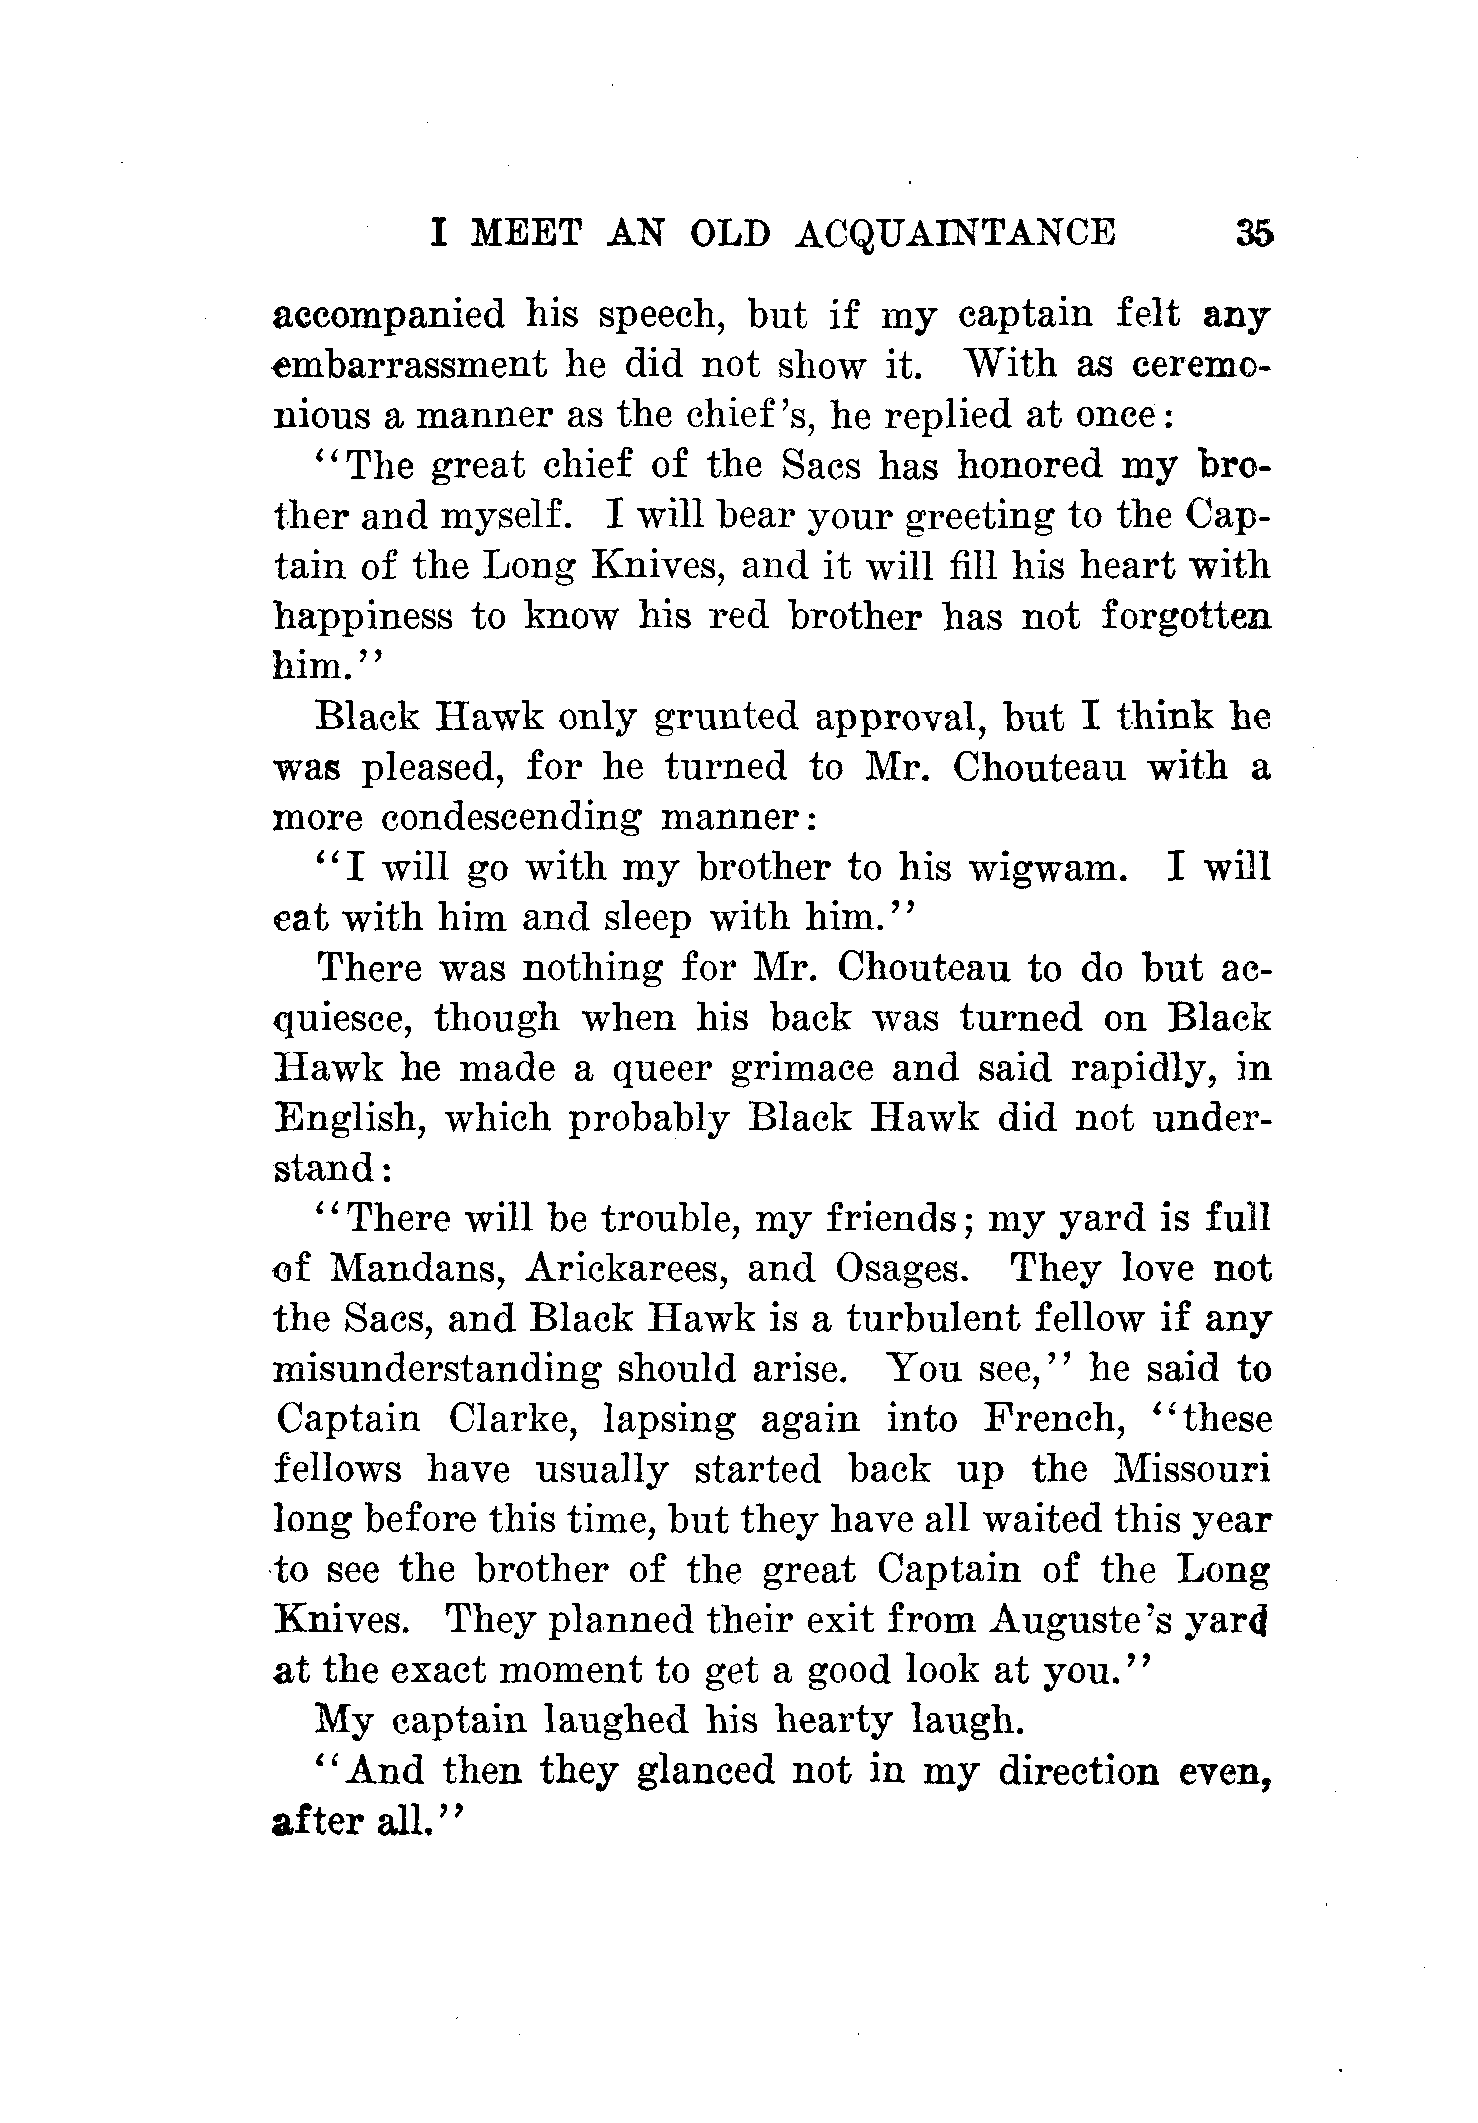 I MEET AN OLD ACQUAINTANCE 35
accompanied his speech, but if my captain felt any
embarrassment he did not show it. With as ceremo-
nious a manner as the chief's, he replied at once:
"The great chief of the Sacs has honored my bro-
ther and myself. I will bear your greeting to the Cap-
tain of the Long Knives, and it will fill his heart with
happiness to know his red brother has not forgotten
him."
Black Hawk only grunted approval, but I think he
was pleased, for he turned to Mr. Chouteau with a
more condescending manner:
"I will go with my brother to his wigwam. I will
eat with him and sleep with him."
There was nothing for Mr. Chouteau to do but ac-
quiesce, though when his back was turned on Black
Hawk he made a queer grimace and said rapidly, in
English, which probably Black Hawk did not under-
stand:
"There will be trouble, my friends; my yard is full
of Mandans, Arickarees, and Osages. They love not
the Sacs, and Black Hawk is a turbulent fellow if any
misunderstanding should arise. You see," he said to
Captain Clarke, lapsing again into French, "these
fellows have usually started back up the Missouri
long before this time, but they have all waited this year
to see the brother of the great Captain of the Long
Knives. They planned their exit from Auguste's yard
at the exact moment to get a good look at you."
My captain laughed his hearty laugh.
"And then they glanced not in my direction even,
after all."